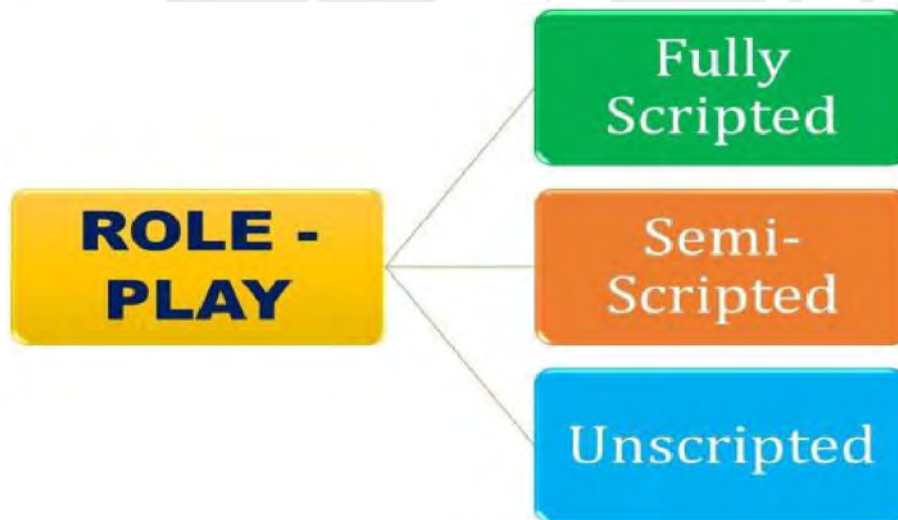 ROLE -
PLAY
Fully
Scripted
Semi-
Scripted
Unscripted